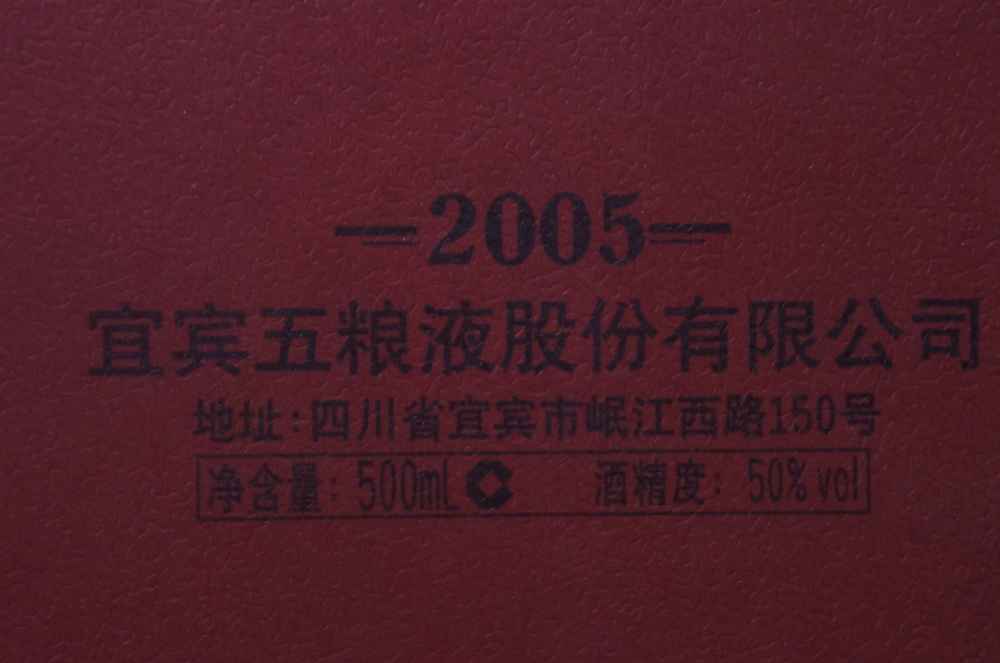 2005
宜宾五粮液股份有限公司
地址:四川省宜宾市岷江西路150号
净含量: 500mL 酒精度: 50%vol